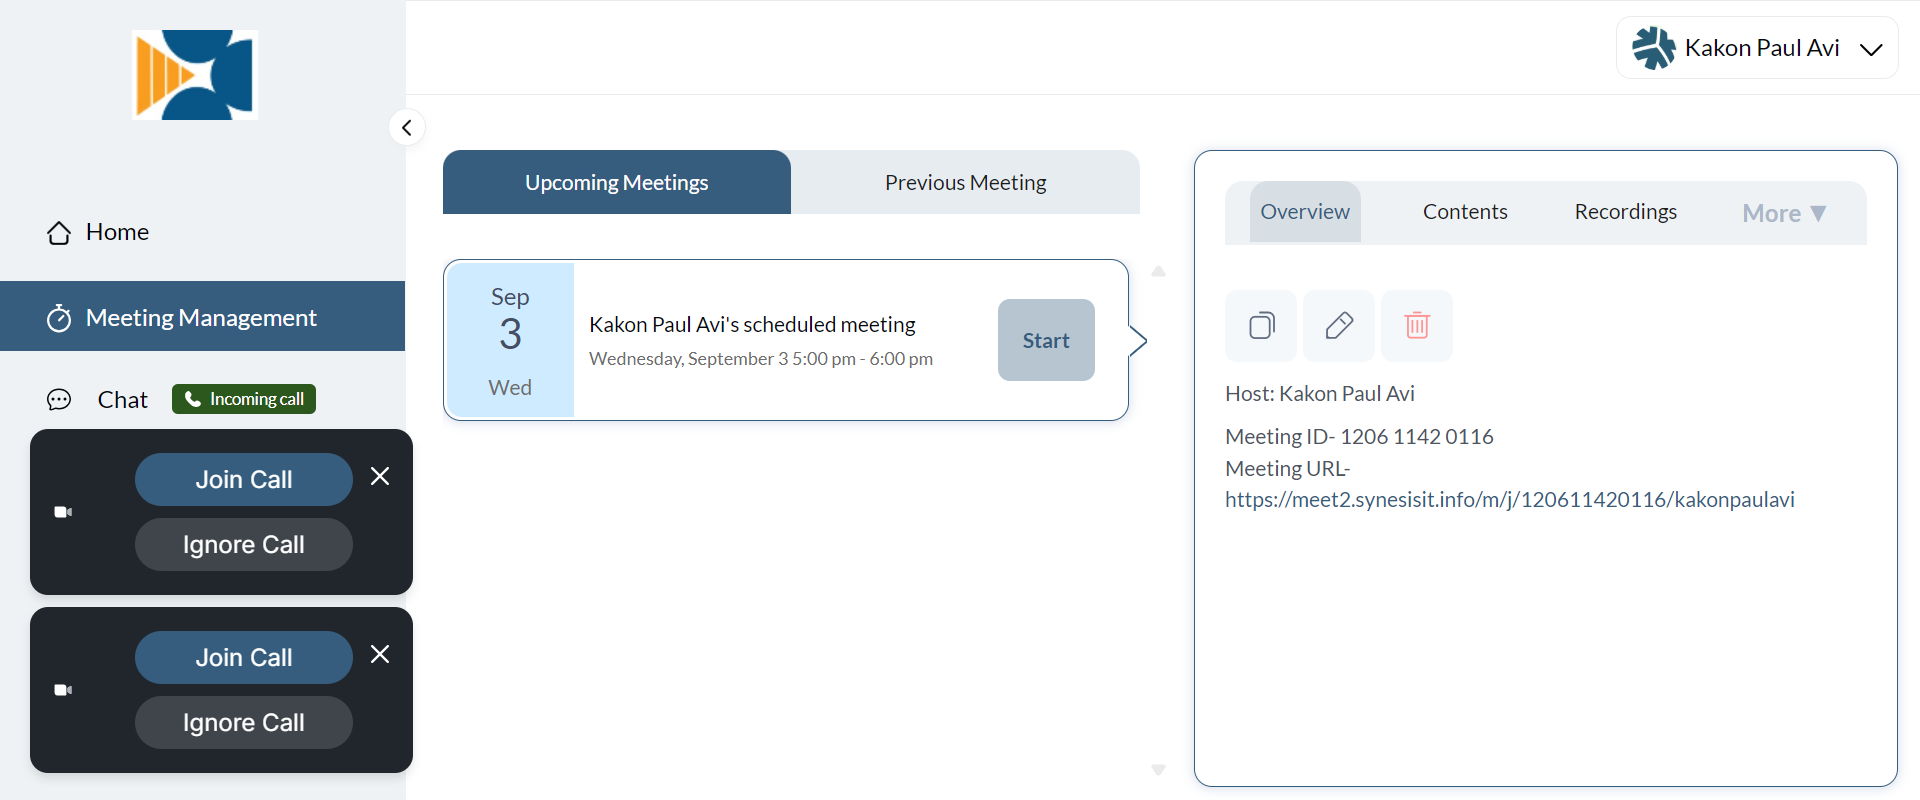 Kakon Paul Avi
Home
Meeting Management
Chat
Incoming call
Join Call
Ignore Call
Join Call
Ignore Call
Upcoming Meetings
Previous Meeting
Sep
3
Wed
Kakon Paul Avi's scheduled meeting
Wednesday, September 3 5:00 pm - 6:00 pm
Start
Overview
Contents
Recordings
More ▼
Host: Kakon Paul Avi
Meeting ID- 1206 1142 0116
Meeting URL-
https://meet2.synesisit.info/m/j/120611420116/kakonpaulavi